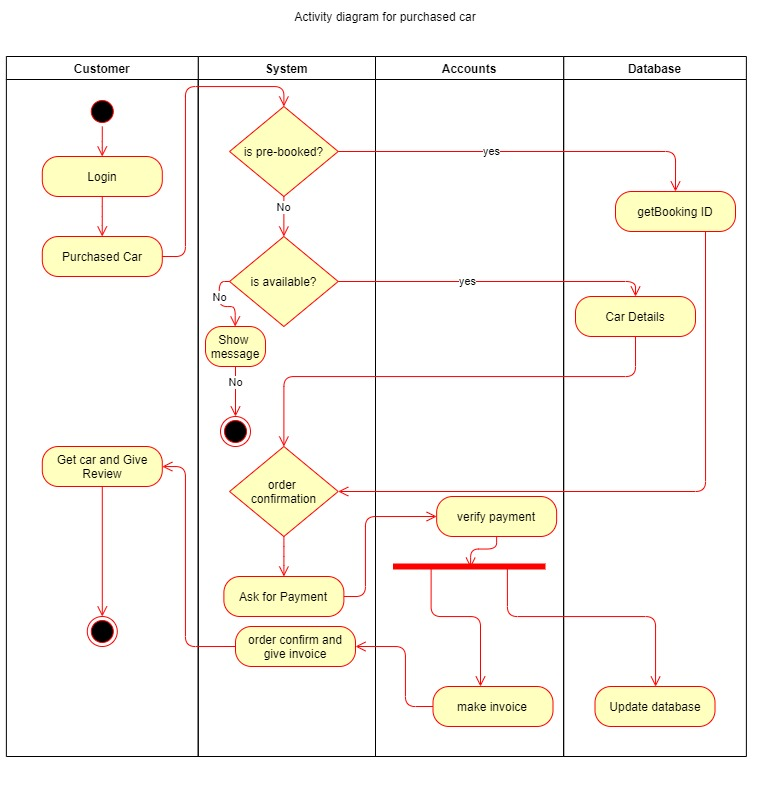 Activity diagram for purchased car
Customer
System
Accounts
Database
is pre-booked?
yes
Login
No
getBooking ID
Purchased Car
is available?
yes
No
Car Details
Show
message
No
Get car and Give
Review
order
confirmation
verify payment
Ask for Payment
order confirm and
give invoice
make invoice
Update database